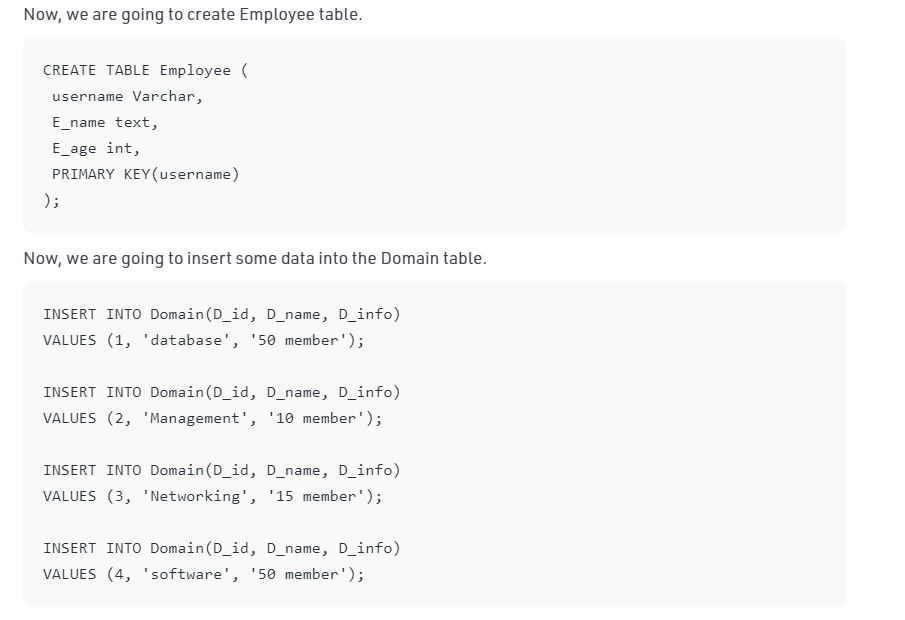 Now, we are going to create Employee table.
CREATE TABLE Employee (
username Varchar,
E_name text,
E_age int,
PRIMARY KEY(username)
);
Now, we are going to insert some data into the Domain table.
INSERT INTO Domain(D_id, D_name, D_info)
VALUES (1, 'database', '50 member');
INSERT INTO Domain(D_id, D_name, D_info)
VALUES (2, 'Management', '10 member');
INSERT INTO Domain(D_id, D_name, D_info)
VALUES (3, 'Networking', '15 member');
INSERT INTO Domain(D_id, D_name, D_info)
VALUES (4, 'software', '50 member');